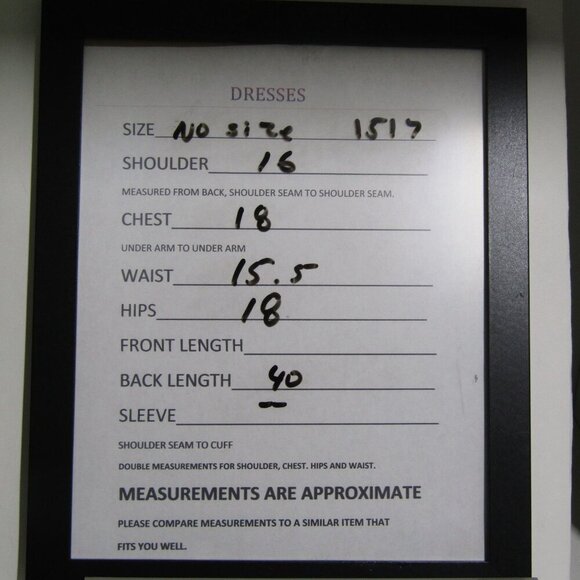 DRESSES
SIZE No size 1517
SHOULDER 16
MEASURED FROM BACK, SHOULDER SEAM TO SHOULDER SEAM.
CHEST 18
UNDER ARM TO UNDER ARM
WAIST 15.5
HIPS 18
FRONT LENGTH
BACK LENGTH 40
SLEEVE —
SHOULDER SEAM TO CUFF
DOUBLE MEASUREMENTS FOR SHOULDER, CHEST. HIPS AND WAIST.
MEASUREMENTS ARE APPROXIMATE
PLEASE COMPARE MEASUREMENTS TO A SIMILAR ITEM THAT
FITS YOU WELL.